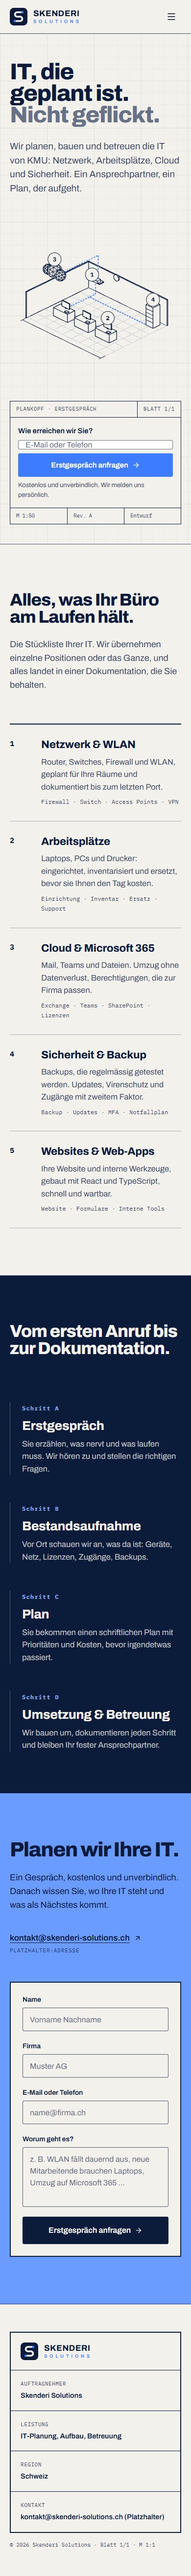 SKENDERI
SOLUTIONS
IT, die
geplant ist.
Nicht geflickt.
Wir planen, bauen und betreuen die IT
von KMU: Netzwerk, Arbeitsplätze, Cloud
und Sicherheit. Ein Ansprechpartner, ein
Plan, der aufgeht.
3
1
4
2
PLANKOPF · ERSTGESPRÄCH
BLATT 1/1
Wie erreichen wir Sie?
E-Mail oder Telefon
Erstgespräch anfragen →
Kostenlos und unverbindlich. Wir melden uns
persönlich.
M 1:50
Rev. A
Entwurf
Alles, was Ihr Büro
am Laufen hält.
Die Stückliste Ihrer IT. Wir übernehmen
einzelne Positionen oder das Ganze, und
alles landet in einer Dokumentation, die Sie
behalten.
1
Netzwerk & WLAN
Router, Switches, Firewall und WLAN,
geplant für Ihre Räume und
dokumentiert bis zum letzten Port.
Firewall · Switch · Access Points · VPN
2
Arbeitsplätze
Laptops, PCs und Drucker:
eingerichtet, inventarisiert und ersetzt,
bevor sie Ihnen den Tag kosten.
Einrichtung · Inventar · Ersatz ·
Support
3
Cloud & Microsoft 365
Mail, Teams und Dateien. Umzug ohne
Datenverlust, Berechtigungen, die zur
Firma passen.
Exchange · Teams · SharePoint ·
Lizenzen
4
Sicherheit & Backup
Backups, die regelmässig getestet
werden. Updates, Virenschutz und
Zugänge mit zweitem Faktor.
Backup · Updates · MFA · Notfallplan
5
Websites & Web-Apps
Ihre Website und interne Werkzeuge,
gebaut mit React und TypeScript,
schnell und wartbar.
Website · Formulare · Interne Tools
Vom ersten Anruf bis
zur Dokumentation.
Schritt A
Erstgespräch
Sie erzählen, was nervt und was laufen
muss. Wir hören zu und stellen die richtigen
Fragen.
Schritt B
Bestandsaufnahme
Vor Ort schauen wir an, was da ist: Geräte,
Netz, Lizenzen, Zugänge, Backups.
Schritt C
Plan
Sie bekommen einen schriftlichen Plan mit
Prioritäten und Kosten, bevor irgendetwas
passiert.
Schritt D
Umsetzung & Betreuung
Wir bauen um, dokumentieren jeden Schritt
und bleiben Ihr fester Ansprechpartner.
Planen wir Ihre IT.
Ein Gespräch, kostenlos und unverbindlich.
Danach wissen Sie, wo Ihre IT steht und
was als Nächstes kommt.
kontakt@skenderi-solutions.ch ↗
PLATZHALTER-ADRESSE
Name
Vorname Nachname
Firma
Muster AG
E-Mail oder Telefon
name@firma.ch
Worum geht es?
z. B. WLAN fällt dauernd aus, neue
Mitarbeitende brauchen Laptops,
Umzug auf Microsoft 365 ...
Erstgespräch anfragen →
SKENDERI
SOLUTIONS
AUFTRAGNEHMER
Skenderi Solutions
LEISTUNG
IT-Planung, Aufbau, Betreuung
REGION
Schweiz
KONTAKT
kontakt@skenderi-solutions.ch (Platzhalter)
© 2026 Skenderi Solutions · Blatt 1/1 · M 1:1